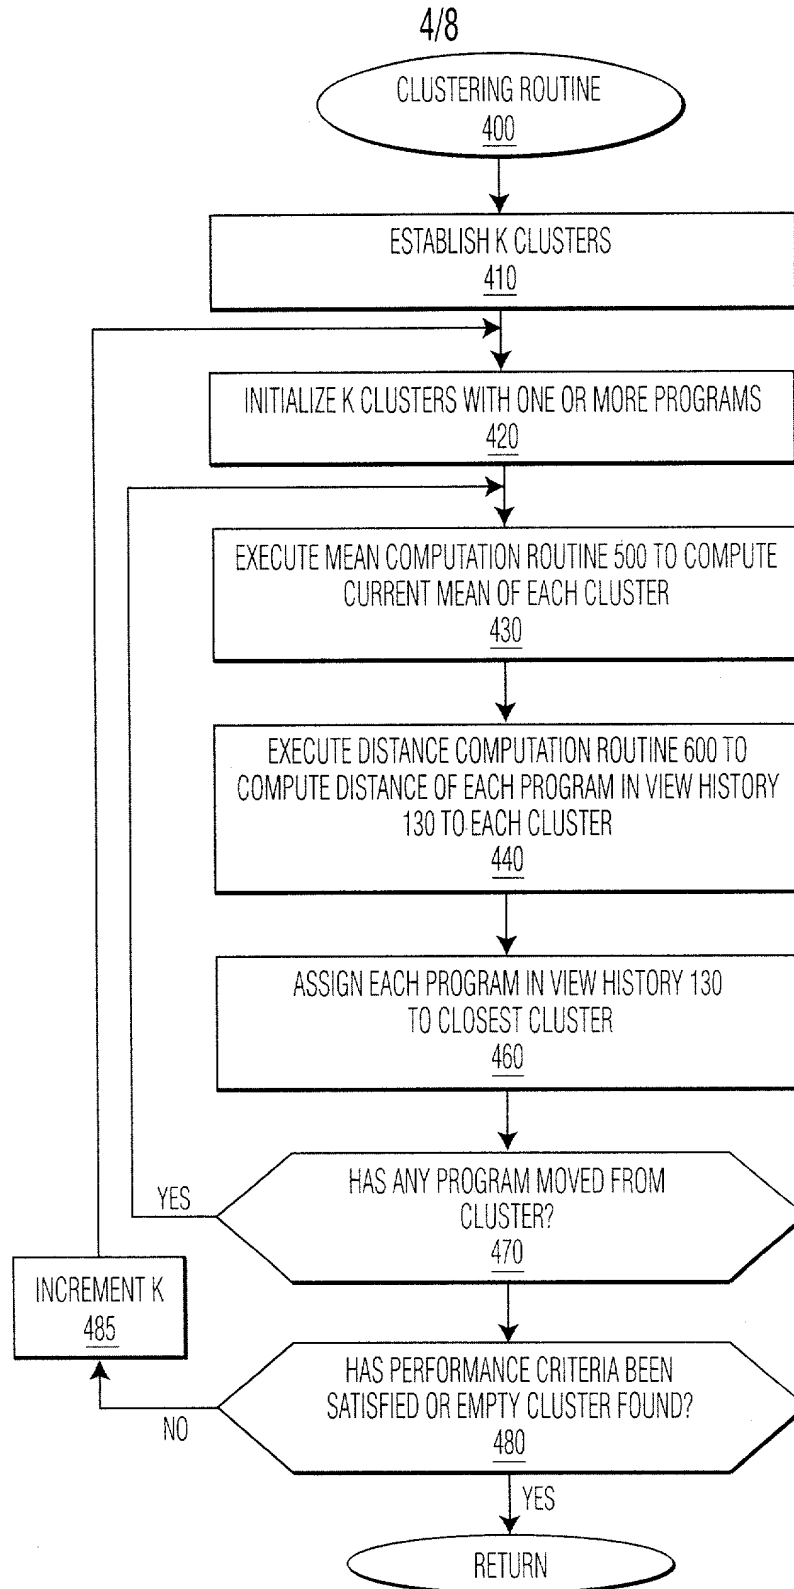 4/8
CLUSTERING ROUTINE
400
ESTABLISH K CLUSTERS
410
INITIALIZE K CLUSTERS WITH ONE OR MORE PROGRAMS
420
EXECUTE MEAN COMPUTATION ROUTINE 500 TO COMPUTE
CURRENT MEAN OF EACH CLUSTER
430
EXECUTE DISTANCE COMPUTATION ROUTINE 600 TO
COMPUTE DISTANCE OF EACH PROGRAM IN VIEW HISTORY
130 TO EACH CLUSTER
440
ASSIGN EACH PROGRAM IN VIEW HISTORY 130
TO CLOSEST CLUSTER
460
HAS ANY PROGRAM MOVED FROM
CLUSTER?
470
YES
INCREMENT K
485
HAS PERFORMANCE CRITERIA BEEN
SATISFIED OR EMPTY CLUSTER FOUND?
480
NO
YES
RETURN